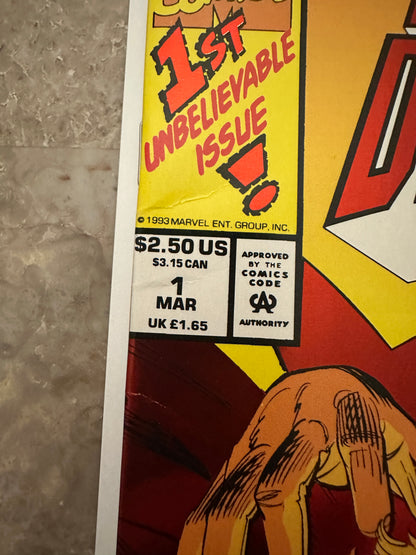 COMICS
1ST
UNBELIEVABLE
ISSUE
!
© 1993 MARVEL ENT. GROUP, INC.
$2.50 US
$3.15 CAN
1
MAR
UK £1.65
APPROVED
BY THE
COMICS
CODE
CA
AUTHORITY
D